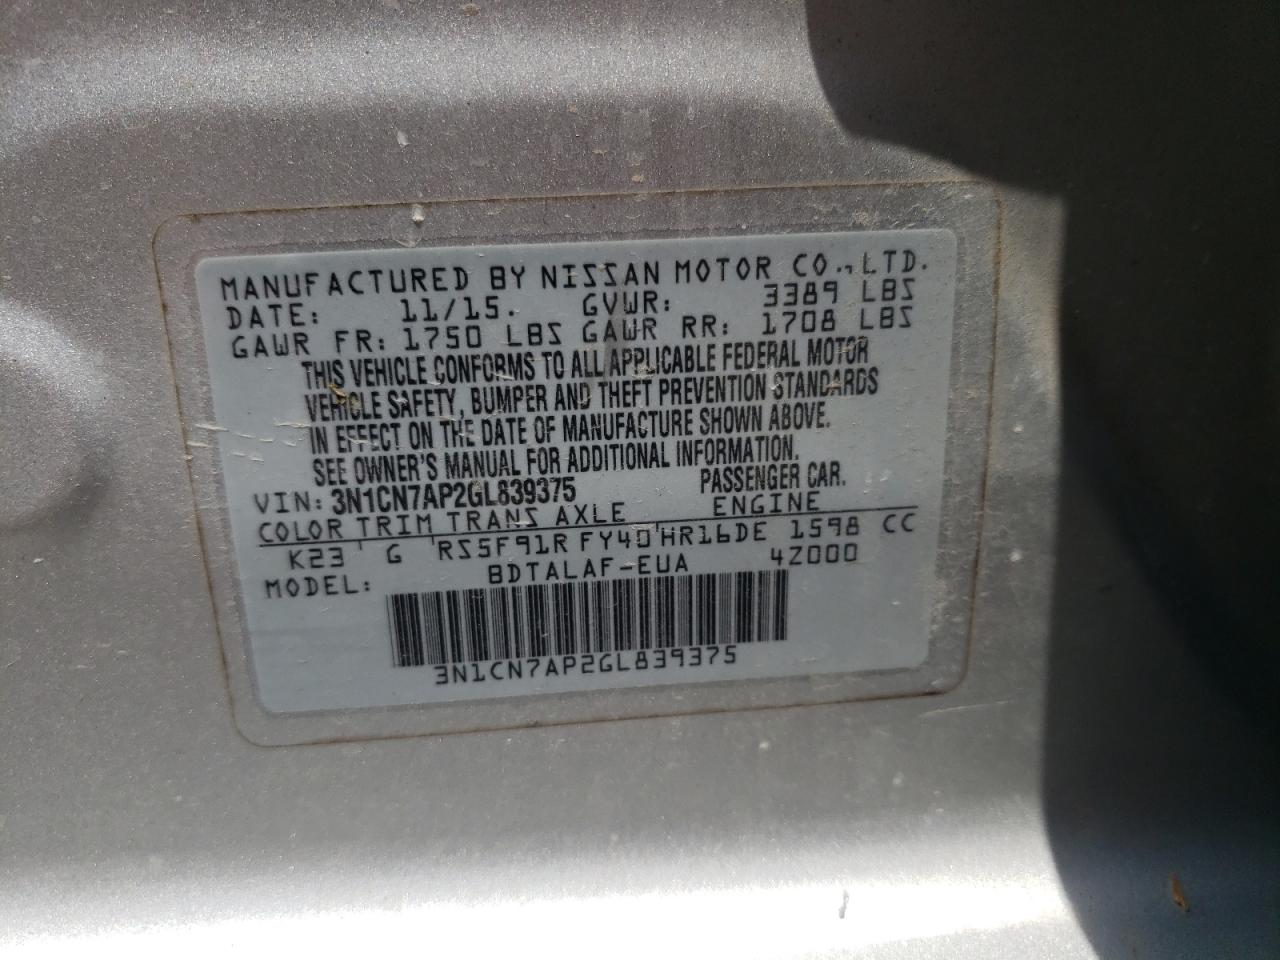 MANUFACTURED BY NISSAN MOTOR CO., LTD.
DATE: 11/15. GVWR: 3389 LBS
GAWR FR: 1750 LBS GAWR RR: 1708 LBS
THIS VEHICLE CONFORMS TO ALL APPLICABLE FEDERAL MOTOR
VEHICLE SAFETY, BUMPER AND THEFT PREVENTION STANDARDS
IN EFFECT ON THE DATE OF MANUFACTURE SHOWN ABOVE.
SEE OWNER'S MANUAL FOR ADDITIONAL INFORMATION.
VIN: 3N1CN7AP2GL839375 PASSENGER CAR.
COLOR TRIM TRANS AXLE ENGINE
K23 G RS5F91R FY40 HR16DE 1598 CC
MODEL: BDTALAF-EUA 4Z000
3N1CN7AP2GL839375